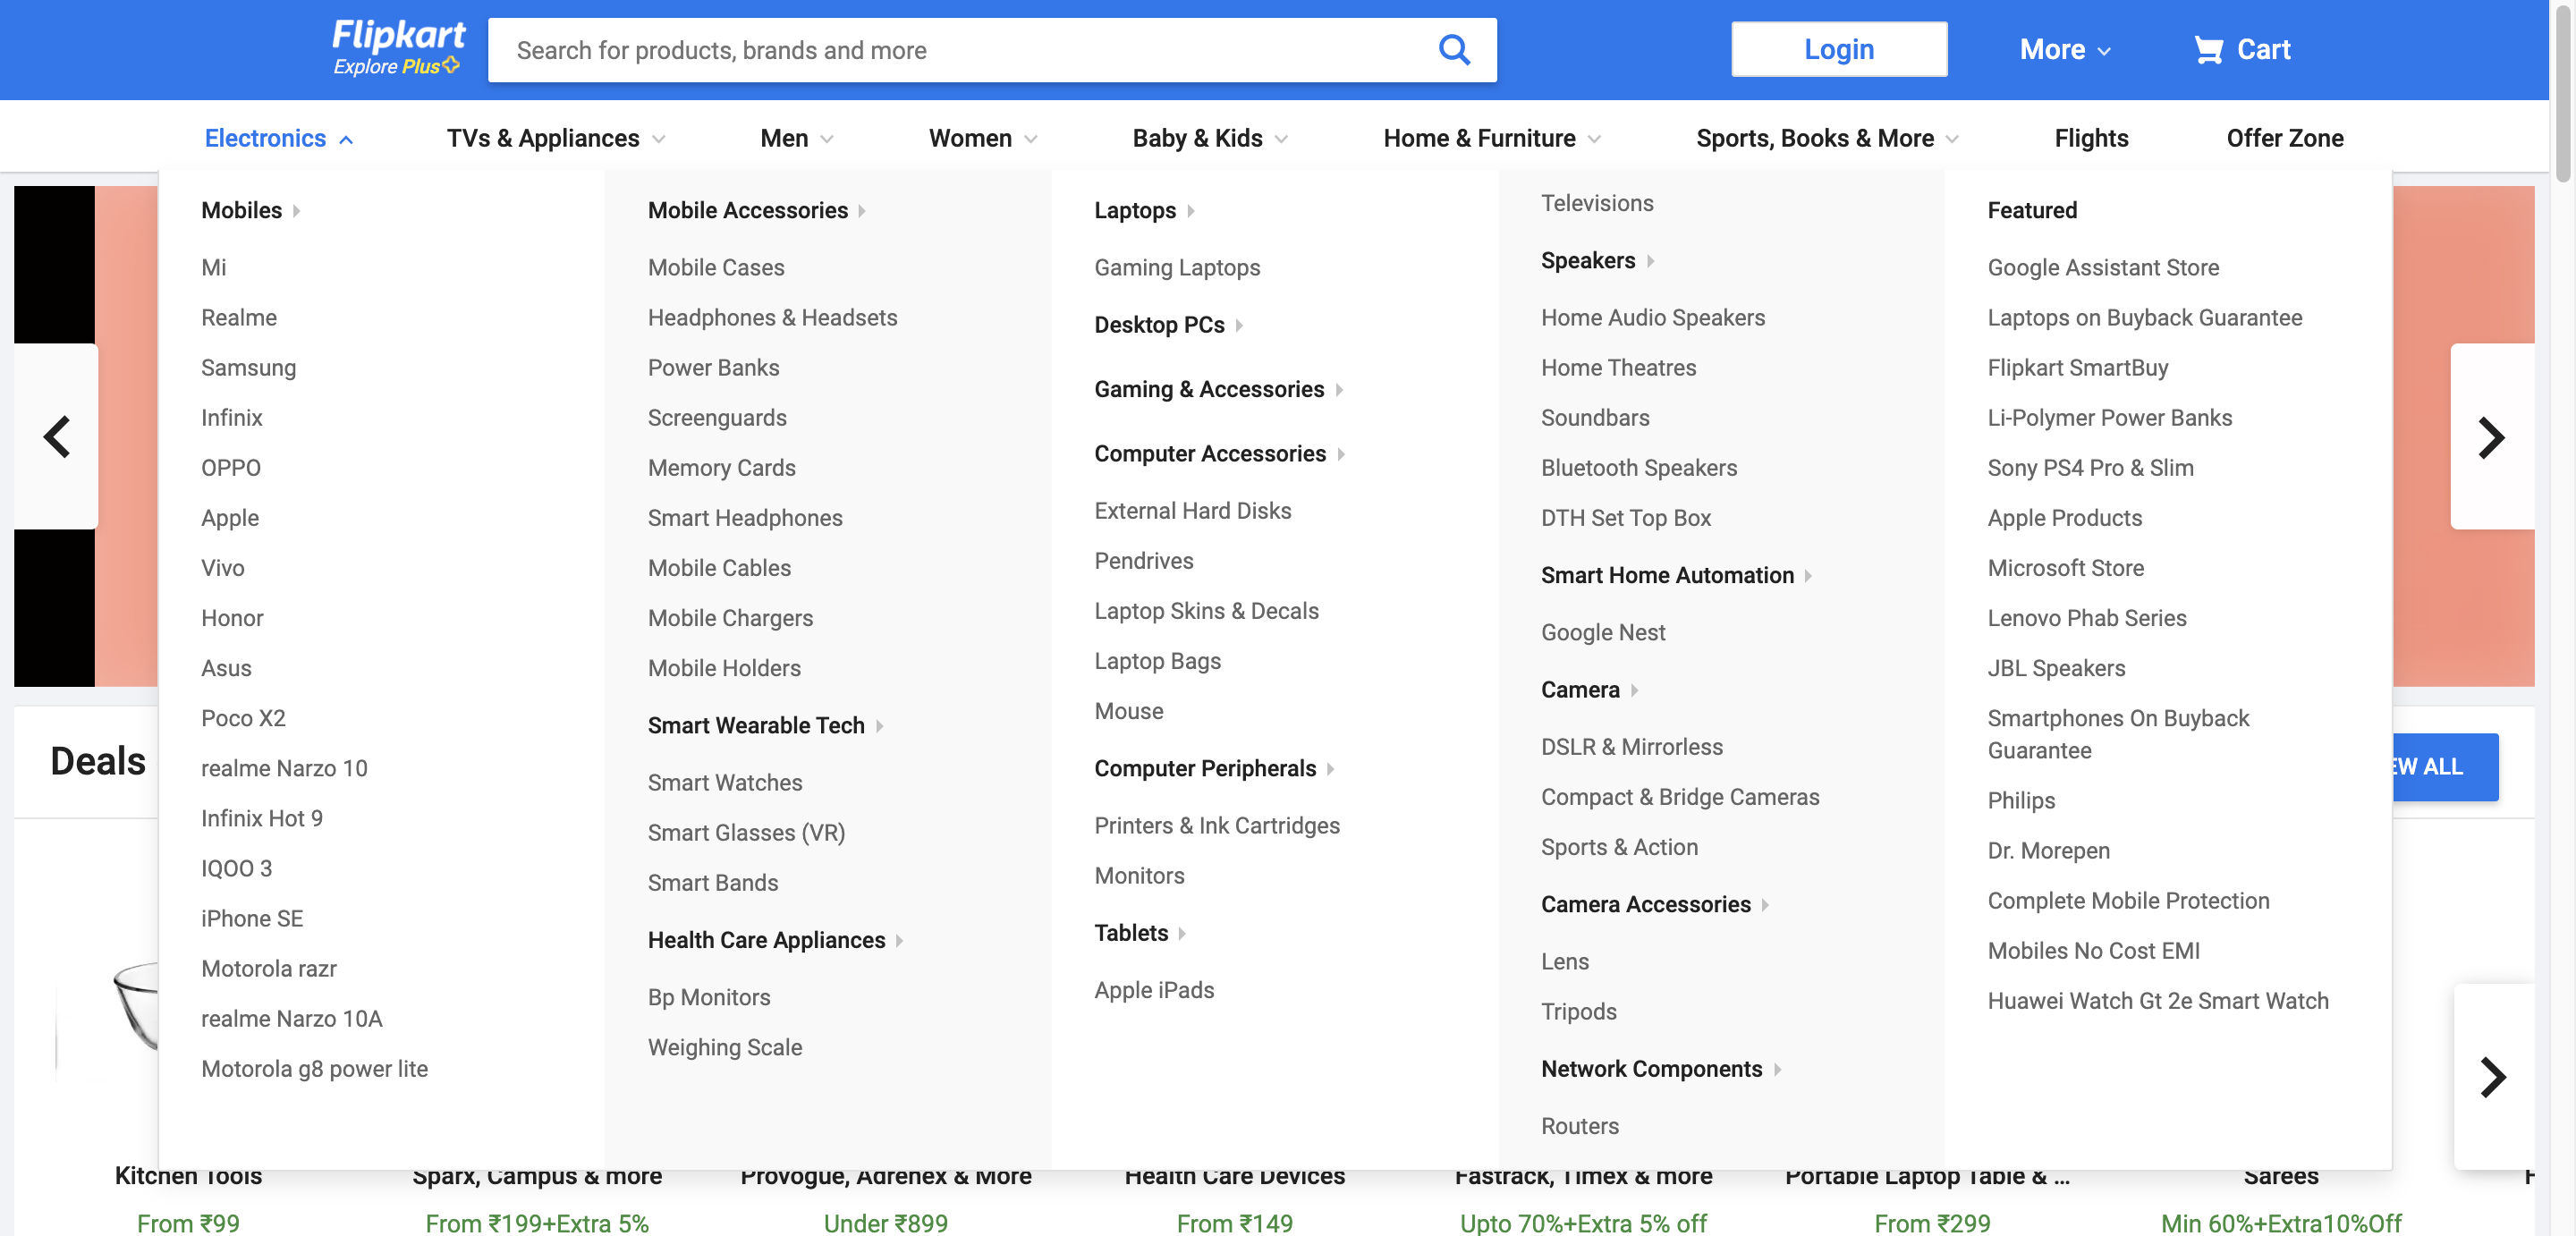 Flipkart
Explore Plus
Search for products, brands and more
Login
More
Cart
Electronics
TVs & Appliances
Men
Women
Baby & Kids
Home & Furniture
Sports, Books & More
Flights
Offer Zone
Mobiles
Mi
Realme
Samsung
Infinix
OPPO
Apple
Vivo
Honor
Asus
Poco X2
realme Narzo 10
Infinix Hot 9
IQOO 3
iPhone SE
Motorola razr
realme Narzo 10A
Motorola g8 power lite
Mobile Accessories
Mobile Cases
Headphones & Headsets
Power Banks
Screenguards
Memory Cards
Smart Headphones
Mobile Cables
Mobile Chargers
Mobile Holders
Smart Wearable Tech
Smart Watches
Smart Glasses (VR)
Smart Bands
Health Care Appliances
Bp Monitors
Weighing Scale
Laptops
Gaming Laptops
Desktop PCs
Gaming & Accessories
Computer Accessories
External Hard Disks
Pendrives
Laptop Skins & Decals
Laptop Bags
Mouse
Computer Peripherals
Printers & Ink Cartridges
Monitors
Tablets
Apple iPads
Televisions
Speakers
Home Audio Speakers
Home Theatres
Soundbars
Bluetooth Speakers
DTH Set Top Box
Smart Home Automation
Google Nest
Camera
DSLR & Mirrorless
Compact & Bridge Cameras
Sports & Action
Camera Accessories
Lens
Tripods
Network Components
Routers
Featured
Google Assistant Store
Laptops on Buyback Guarantee
Flipkart SmartBuy
Li-Polymer Power Banks
Sony PS4 Pro & Slim
Apple Products
Microsoft Store
Lenovo Phab Series
JBL Speakers
Smartphones On Buyback
Guarantee
Philips
Dr. Morepen
Complete Mobile Protection
Mobiles No Cost EMI
Huawei Watch Gt 2e Smart Watch
Deals
EW ALL
Kitchen Tools
From ₹99
Sparx, Campus & more
From ₹199+Extra 5%
Provogue, Adrenex & More
Under ₹899
Health Care Devices
From ₹149
Fastrack, Timex & more
Upto 70%+Extra 5% off
Portable Laptop Table & ...
From ₹299
Sarees
Min 60%+Extra10%Off